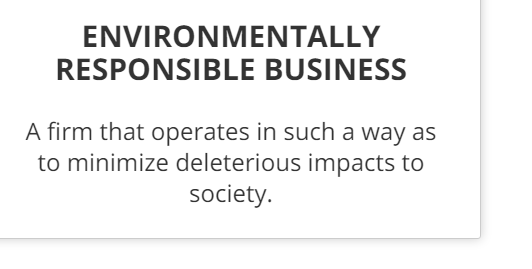 ENVIRONMENTALLY
RESPONSIBLE BUSINESS
A firm that operates in such a way as
to minimize deleterious impacts to
society.